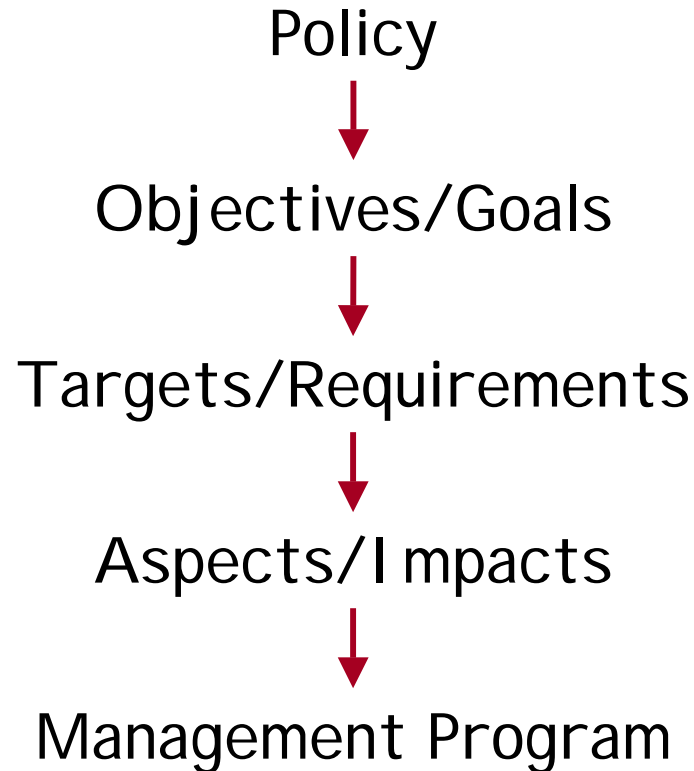 Policy
Objectives/Goals
Targets/Requirements
Aspects/Impacts
Management Program